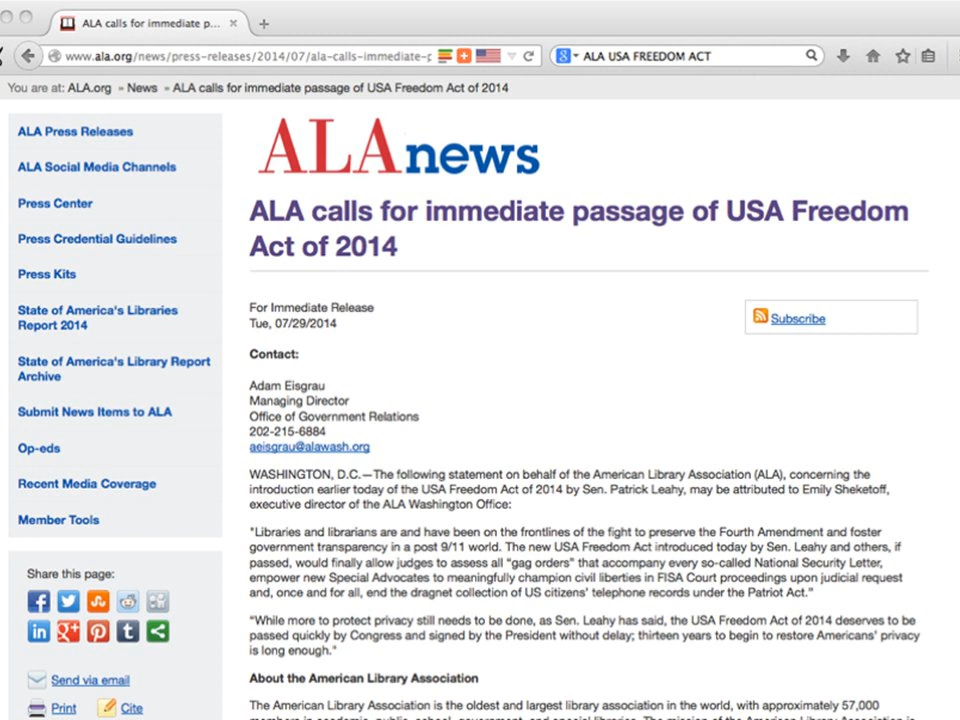 ALA calls for immediate p...
www.ala.org/news/press-releases/2014/07/ala-calls-immediate-p
ALA USA FREEDOM ACT
You are at: ALA.org » News » ALA calls for immediate passage of USA Freedom Act of 2014
ALA Press Releases
ALA Social Media Channels
Press Center
Press Credential Guidelines
Press Kits
State of America's Libraries
Report 2014
State of America's Library Report
Archive
Submit News Items to ALA
Op-eds
Recent Media Coverage
Member Tools
Share this page:
Send via email
Print Cite
ALAnews
ALA calls for immediate passage of USA Freedom
Act of 2014
For Immediate Release
Tue, 07/29/2014
Subscribe
Contact:
Adam Eisgrau
Managing Director
Office of Government Relations
202-215-6884
aeisgrau@alawash.org
WASHINGTON, D.C.—The following statement on behalf of the American Library Association (ALA), concerning the
introduction earlier today of the USA Freedom Act of 2014 by Sen. Patrick Leahy, may be attributed to Emily Sheketoff,
executive director of the ALA Washington Office:
"Libraries and librarians are and have been on the frontlines of the fight to preserve the Fourth Amendment and foster
government transparency in a post 9/11 world. The new USA Freedom Act introduced today by Sen. Leahy and others, if
passed, would finally allow judges to assess all “gag orders” that accompany every so-called National Security Letter,
empower new Special Advocates to meaningfully champion civil liberties in FISA Court proceedings upon judicial request
and, once and for all, end the dragnet collection of US citizens’ telephone records under the Patriot Act.”
"While more to protect privacy still needs to be done, as Sen. Leahy has said, the USA Freedom Act of 2014 deserves to be
passed quickly by Congress and signed by the President without delay; thirteen years to begin to restore Americans’ privacy
is long enough."
About the American Library Association
The American Library Association is the oldest and largest library association in the world, with approximately 57,000